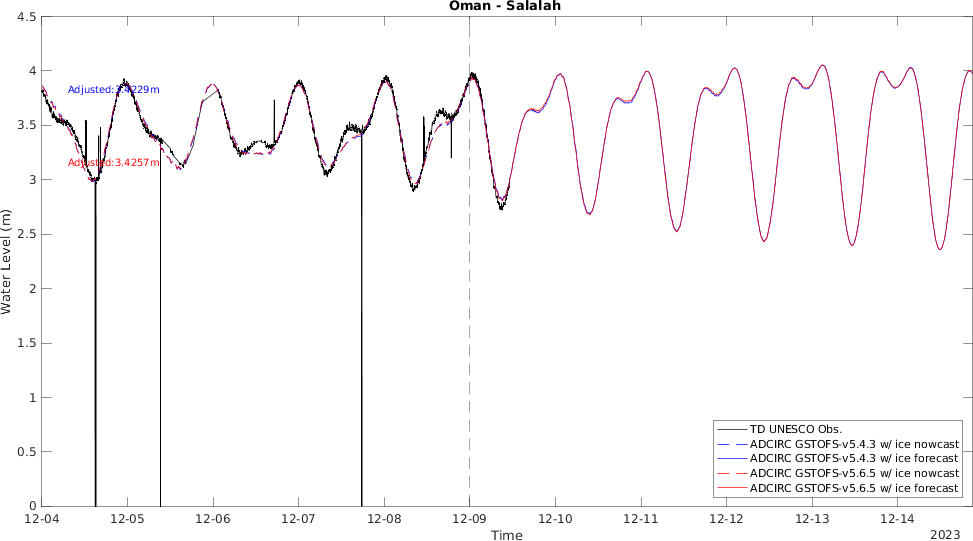 Oman - Salalah
4.5
4
3.5
3
2.5
2
1.5
1
0.5
0
Water Level (m)
Adjusted:3.4229m
Adjusted:3.4257m
TD UNESCO Obs.
ADCIRC GSTOFS-v5.4.3 w/ ice nowcast
ADCIRC GSTOFS-v5.4.3 w/ ice forecast
ADCIRC GSTOFS-v5.6.5 w/ ice nowcast
ADCIRC GSTOFS-v5.6.5 w/ ice forecast
12-04 12-05 12-06 12-07 12-08 12-09 12-10 12-11 12-12 12-13 12-14
Time
2023